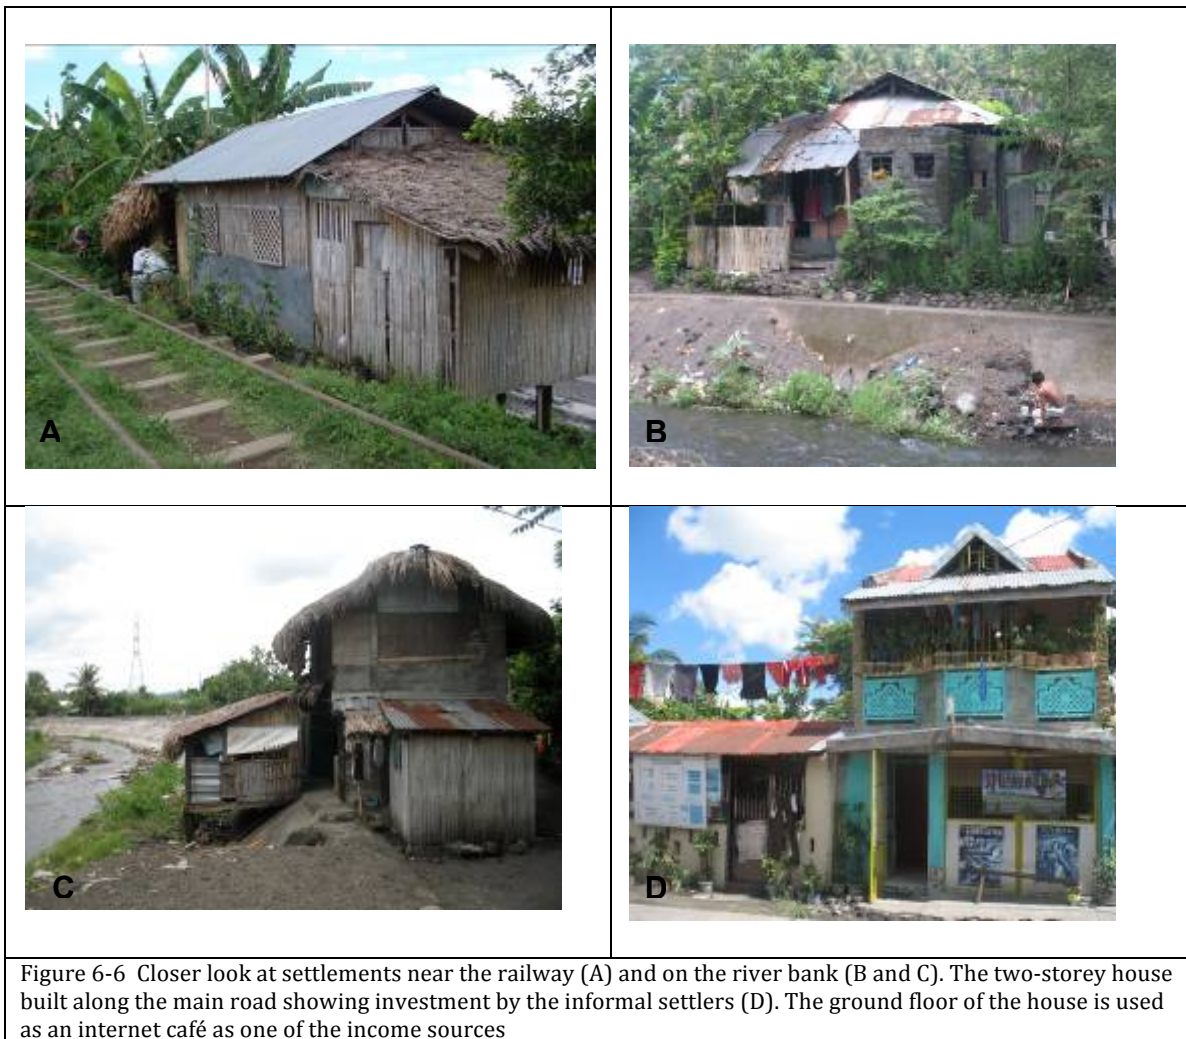 A
B
C
D
Figure 6-6 Closer look at settlements near the railway (A) and on the river bank (B and C). The two-storey house
built along the main road showing investment by the informal settlers (D). The ground floor of the house is used
as an internet café as one of the income sources